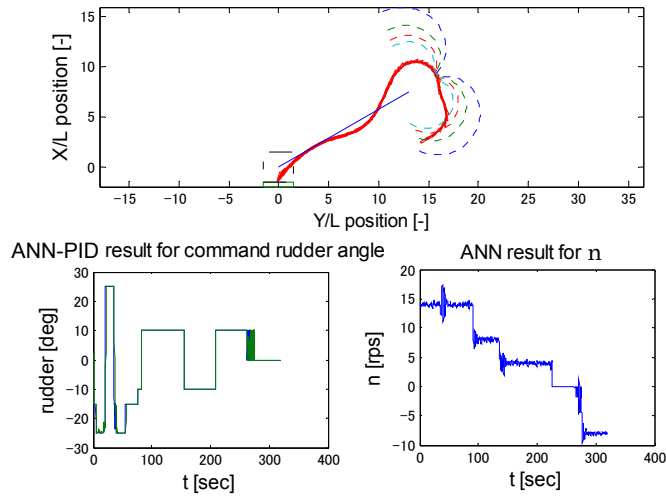 15
10
5
0
X/L position [-]
-15 -10 -5 0 5 10 15 20 25 30 35
Y/L position [-]
ANN-PID result for command rudder angle
30
20
10
0
-10
-20
-30
rudder [deg]
0 100 200 300 400
t [sec]
ANN result for n
20
15
10
5
0
-5
-10
n [rps]
0 100 200 300 400
t [sec]